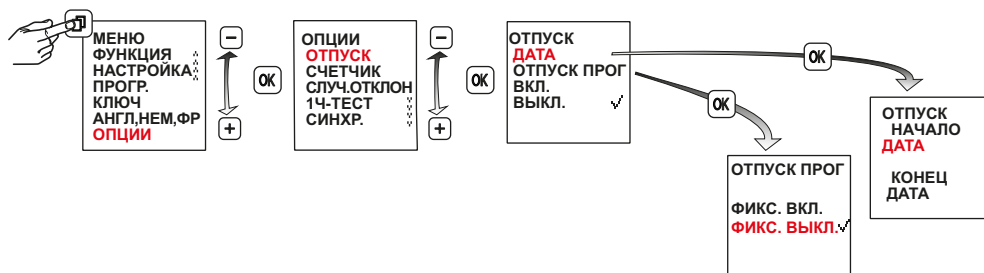 МЕНЮ
ФУНКЦИЯ
НАСТРОЙКА
ПРОГР.
КЛЮЧ
АНГЛ,НЕМ,ФР
ОПЦИИ
OK
ОПЦИИ
ОТПУСК
СЧЕТЧИК
СЛУЧ.ОТКЛОН
1Ч-ТЕСТ
СИНХР.
OK
ОТПУСК
ДАТА
ОТПУСК ПРОГ
ВКЛ.
ВЫКЛ.
OK
OK
ОТПУСК ПРОГ
ФИКС. ВКЛ.
ФИКС. ВЫКЛ.
ОТПУСК
НАЧАЛО
ДАТА
КОНЕЦ
ДАТА